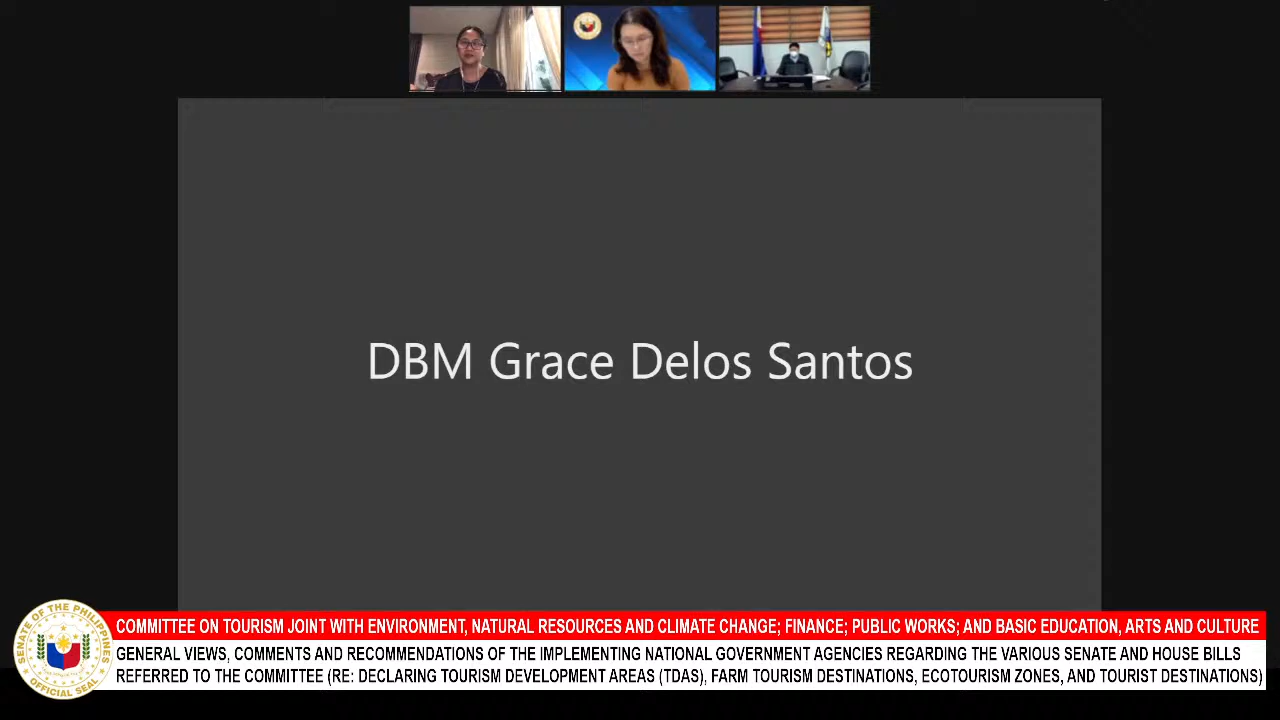 DBM Grace Delos Santos
COMMITTEE ON TOURISM JOINT WITH ENVIRONMENT, NATURAL RESOURCES AND CLIMATE CHANGE; FINANCE; PUBLIC WORKS; AND BASIC EDUCATION, ARTS AND CULTURE
GENERAL VIEWS, COMMENTS AND RECOMMENDATIONS OF THE IMPLEMENTING NATIONAL GOVERNMENT AGENCIES REGARDING THE VARIOUS SENATE AND HOUSE BILLS
REFERRED TO THE COMMITTEE (RE: DECLARING TOURISM DEVELOPMENT AREAS (TDAS), FARM TOURISM DESTINATIONS, ECOTOURISM ZONES, AND TOURIST DESTINATIONS)
SENATE OF THE PHILIPPINES
OFFICIAL SEAL